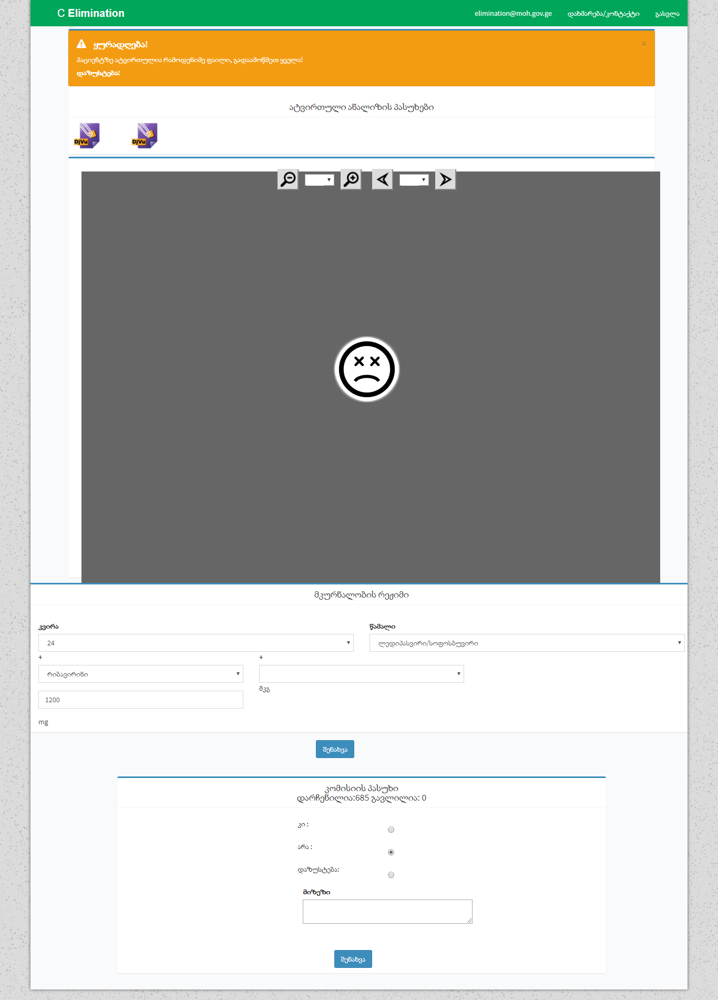 C Elimination
elimination@moh.gov.ge დახმარება/კონტაქტი გასვლა
ყურადღება! ×
პაციენტზე ატვირთულია რამოდენიმე ფაილი, გადაამოწმეთ ყველა!
დაზუსტება:
ატვირთული ანალიზის პასუხები
DjVu DjVu
მკურნალობის რეჟიმი
კვირა წამალი
24 ლედიპასვირი/სოფოსბუვირი
+ +
რიბავირინი
მკგ
1200
mg
შენახვა
კომისიის პასუხი
დარჩენილია:685 გავლილია: 0
კი :
არა :
დაზუსტება:
მიზეზი
შენახვა